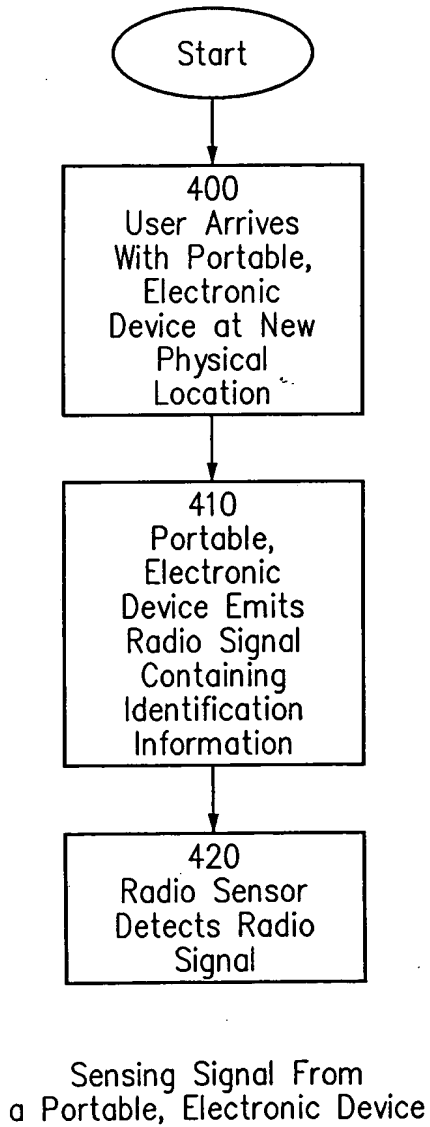 Start
400
User Arrives
With Portable,
Electronic
Device at New
Physical
Location
410
Portable,
Electronic
Device Emits
Radio Signal
Containing
Identification
Information
420
Radio Sensor
Detects Radio
Signal
Sensing Signal From
a Portable, Electronic Device